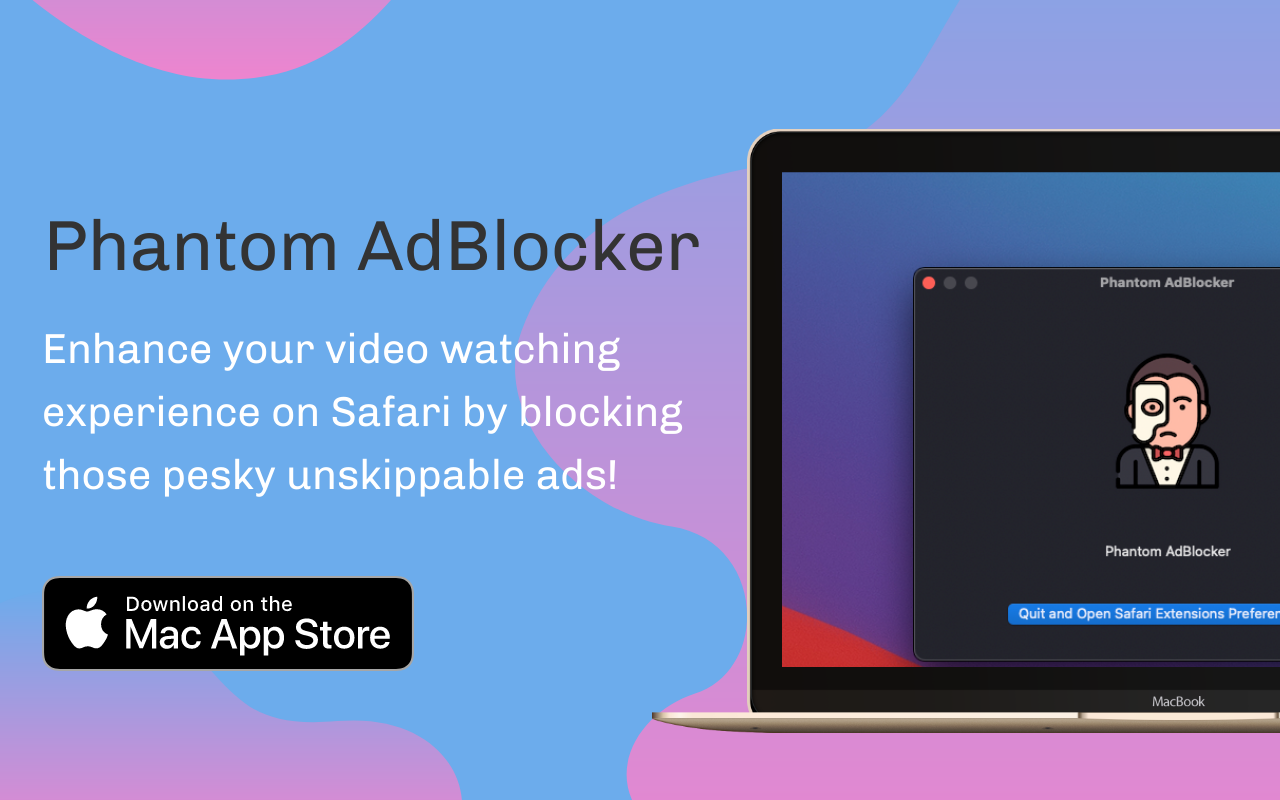 Phantom AdBlocker
Enhance your video watching
experience on Safari by blocking
those pesky unskippable ads!
Download on the
Mac App Store
Phantom AdBlocker
Phantom AdBlocker
Quit and Open Safari Extensions
MacBook